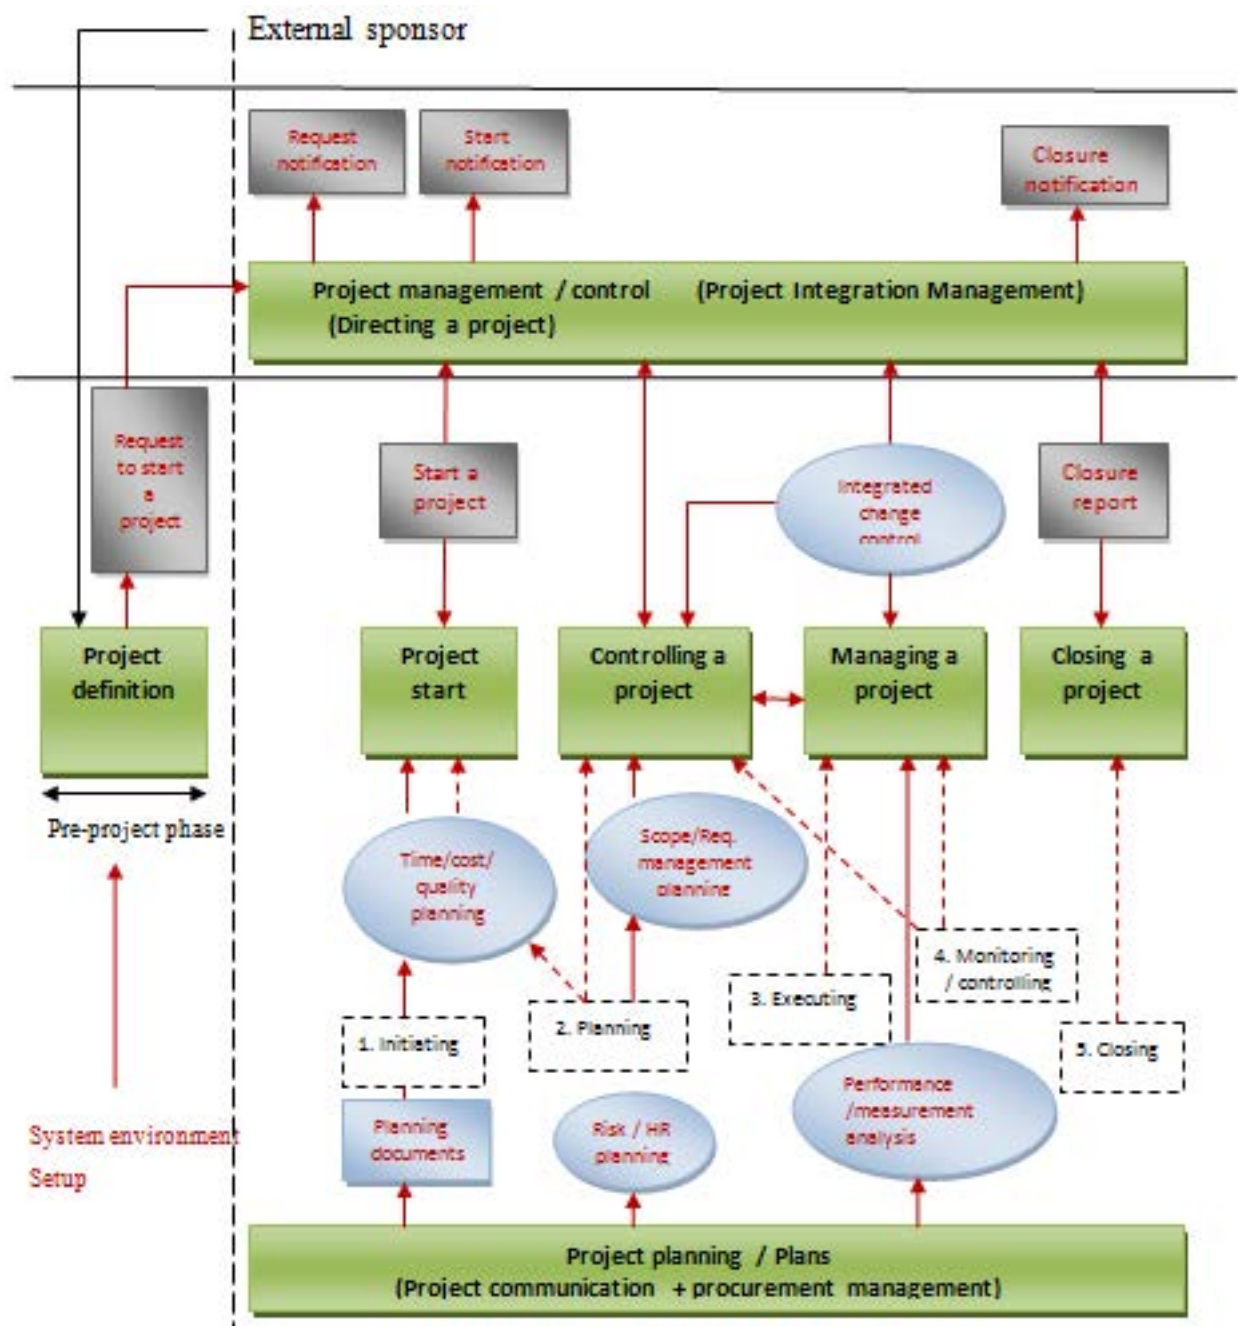 External sponsor
Request
notification
Start
notification
Closure
notification
Project management / control (Project Integration Management)
(Directing a project)
Request
to start
a
project
Start a
project
Integrated
change
control
Closure
report
Project
definition
Project
start
Controlling a
project
Managing a
project
Closing a
project
Pre-project phase
Time/cost/
quality
planning
Scope/Req.
management
planning
1. Initiating
2. Planning
3. Executing
4. Monitoring
/ controlling
5. Closing
System environment
Setup
Planning
documents
Risk / HR
planning
Performance
/measurement
analysis
Project planning / Plans
(Project communication + procurement management)